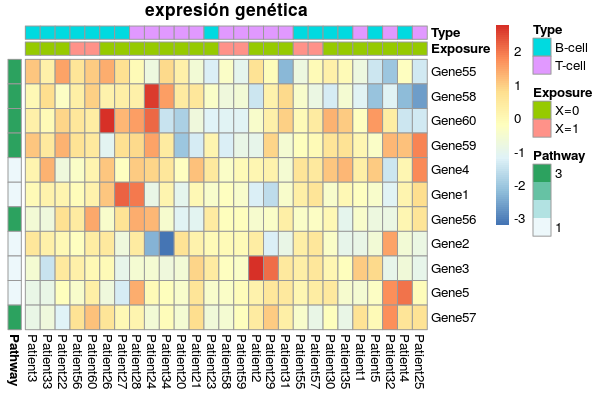 expresión genética
Type
Exposure
Gene55
Gene58
Gene60
Gene59
Gene4
Gene1
Gene56
Gene2
Gene3
Gene5
Gene57
2
1
0
-1
-2
-3
Type
B-cell
T-cell
Exposure
X=0
X=1
Pathway
3
1
Pathway
Patient3
Patient33
Patient22
Patient56
Patient60
Patient26
Patient27
Patient28
Patient24
Patient34
Patient20
Patient21
Patient23
Patient58
Patient59
Patient2
Patient29
Patient31
Patient55
Patient57
Patient30
Patient35
Patient1
Patient5
Patient32
Patient4
Patient25